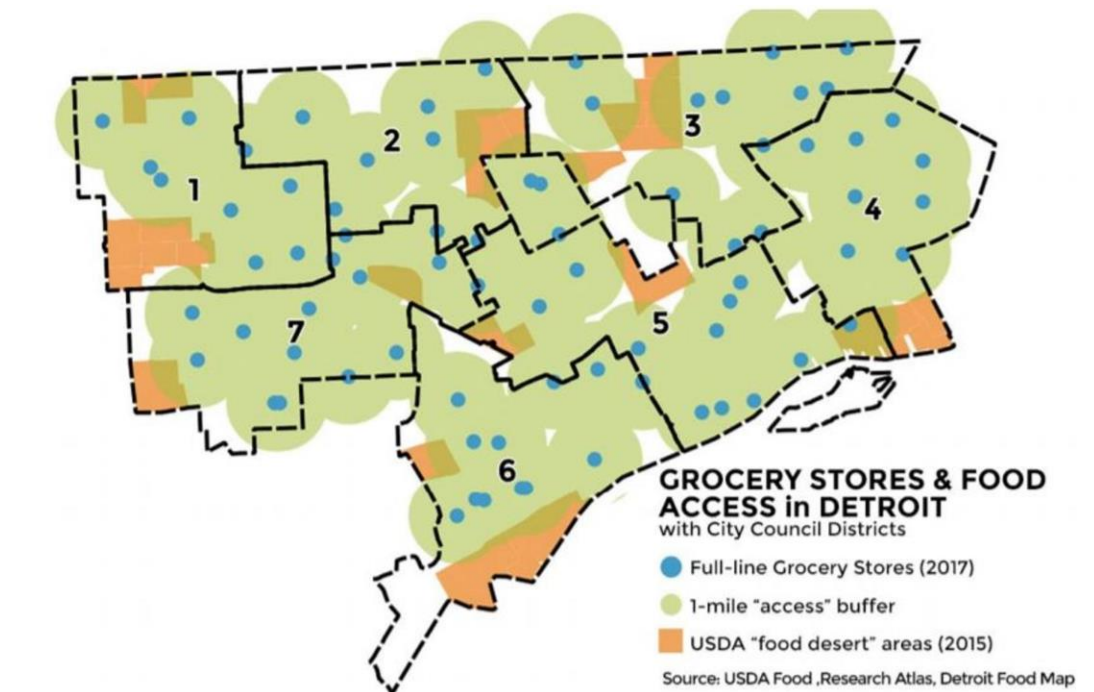 2
3
1
4
5
7
6
GROCERY STORES & FOOD
ACCESS in DETROIT
with City Council Districts
Full-line Grocery Stores (2017)
1-mile "access" buffer
USDA "food desert" areas (2015)
Source: USDA Food ,Research Atlas, Detroit Food Map